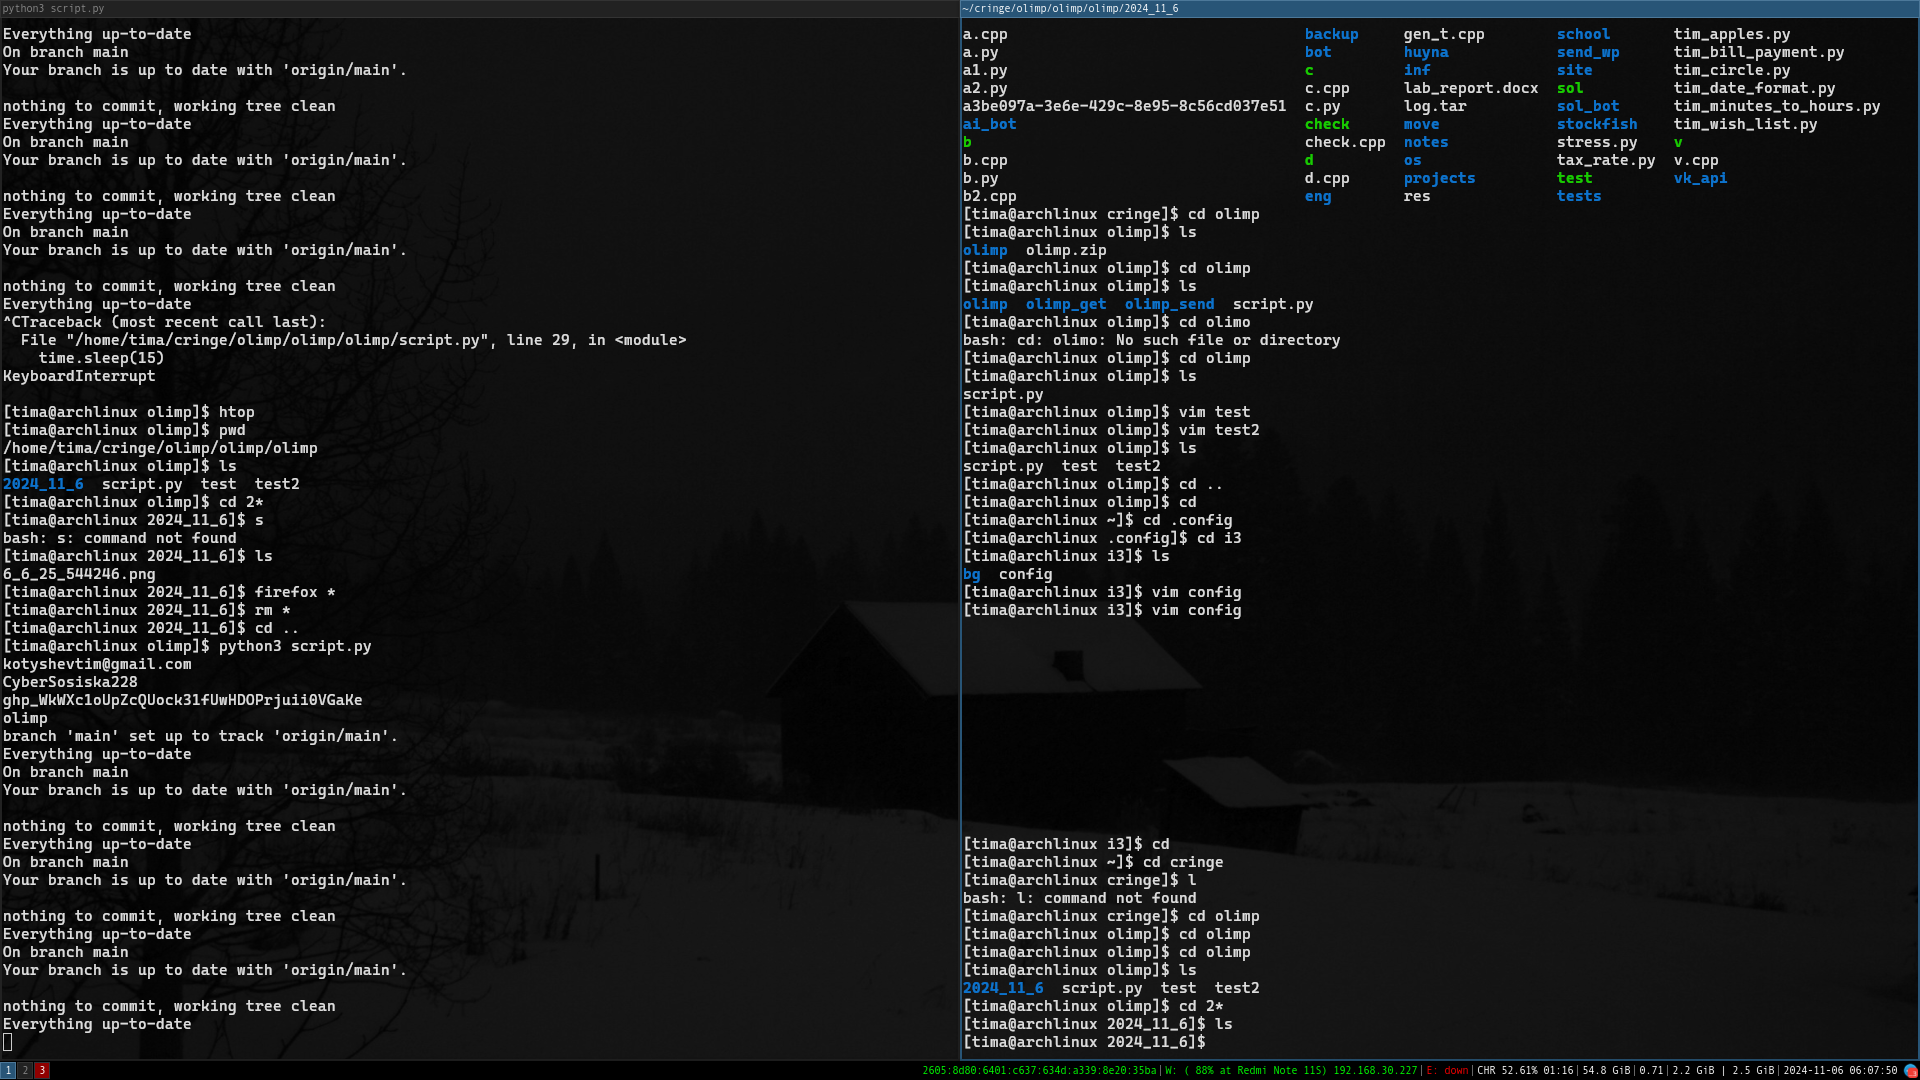 python3 script.py
Everything up-to-date
On branch main
Your branch is up to date with 'origin/main'.
nothing to commit, working tree clean
Everything up-to-date
On branch main
Your branch is up to date with 'origin/main'.
nothing to commit, working tree clean
Everything up-to-date
On branch main
Your branch is up to date with 'origin/main'.
nothing to commit, working tree clean
Everything up-to-date
^CTraceback (most recent call last):
File "/home/tima/cringe/olimp/olimp/olimp/script.py", line 29, in <module>
time.sleep(15)
KeyboardInterrupt
[tima@archlinux olimp]$ htop
[tima@archlinux olimp]$ pwd
/home/tima/cringe/olimp/olimp/olimp
[tima@archlinux olimp]$ ls
2024_11_6  script.py  test  test2
[tima@archlinux olimp]$ cd 2*
[tima@archlinux 2024_11_6]$ s
bash: s: command not found
[tima@archlinux 2024_11_6]$ ls
6_6_25_544246.png
[tima@archlinux 2024_11_6]$ firefox *
[tima@archlinux 2024_11_6]$ rm *
[tima@archlinux 2024_11_6]$ cd ..
[tima@archlinux olimp]$ python3 script.py
kotyshevtim@gmail.com
CyberSosiska228
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
olimp
branch 'main' set up to track 'origin/main'.
Everything up-to-date
On branch main
Your branch is up to date with 'origin/main'.
nothing to commit, working tree clean
Everything up-to-date
On branch main
Your branch is up to date with 'origin/main'.
nothing to commit, working tree clean
Everything up-to-date
On branch main
Your branch is up to date with 'origin/main'.
nothing to commit, working tree clean
Everything up-to-date
~/cringe/olimp/olimp/olimp/2024_11_6
a.cpp  backup  gen_t.cpp  school  tim_apples.py
a.py  bot  huyna  send_wp  tim_bill_payment.py
a1.py  c  inf  site  tim_circle.py
a2.py  c.cpp  lab_report.docx  sol  tim_date_format.py
a3be097a-3e6e-429c-8e95-8c56cd037e51  c.py  log.tar  sol_bot  tim_minutes_to_hours.py
ai_bot  check  move  stockfish  tim_wish_list.py
b  check.cpp  notes  stress.py  v
b.cpp  d  os  tax_rate.py  v.cpp
b.py  d.cpp  projects  test  vk_api
b2.cpp  eng  res  tests
[tima@archlinux cringe]$ cd olimp
[tima@archlinux olimp]$ ls
olimp  olimp.zip
[tima@archlinux olimp]$ cd olimp
[tima@archlinux olimp]$ ls
olimp  olimp_get  olimp_send  script.py
[tima@archlinux olimp]$ cd olimo
bash: cd: olimo: No such file or directory
[tima@archlinux olimp]$ cd olimp
[tima@archlinux olimp]$ ls
script.py
[tima@archlinux olimp]$ vim test
[tima@archlinux olimp]$ vim test2
[tima@archlinux olimp]$ ls
script.py  test  test2
[tima@archlinux olimp]$ cd ..
[tima@archlinux olimp]$ cd
[tima@archlinux ~]$ cd .config
[tima@archlinux .config]$ cd i3
[tima@archlinux i3]$ ls
bg  config
[tima@archlinux i3]$ vim config
[tima@archlinux i3]$ vim config
[tima@archlinux i3]$ cd
[tima@archlinux ~]$ cd cringe
[tima@archlinux cringe]$ l
bash: l: command not found
[tima@archlinux cringe]$ cd olimp
[tima@archlinux olimp]$ cd olimp
[tima@archlinux olimp]$ cd olimp
[tima@archlinux olimp]$ ls
2024_11_6  script.py  test  test2
[tima@archlinux olimp]$ cd 2*
[tima@archlinux 2024_11_6]$ ls
[tima@archlinux 2024_11_6]$
1 2 3 2605:8d80:6401:c637:634d:a339:8e20:35ba|W: ( 88% at Redmi Note 11S) 192.168.30.227|E: down|CHR 52.61% 01:16|54.8 GiB|0.71|2.2 GiB | 2.5 GiB|2024-11-06 06:07:50